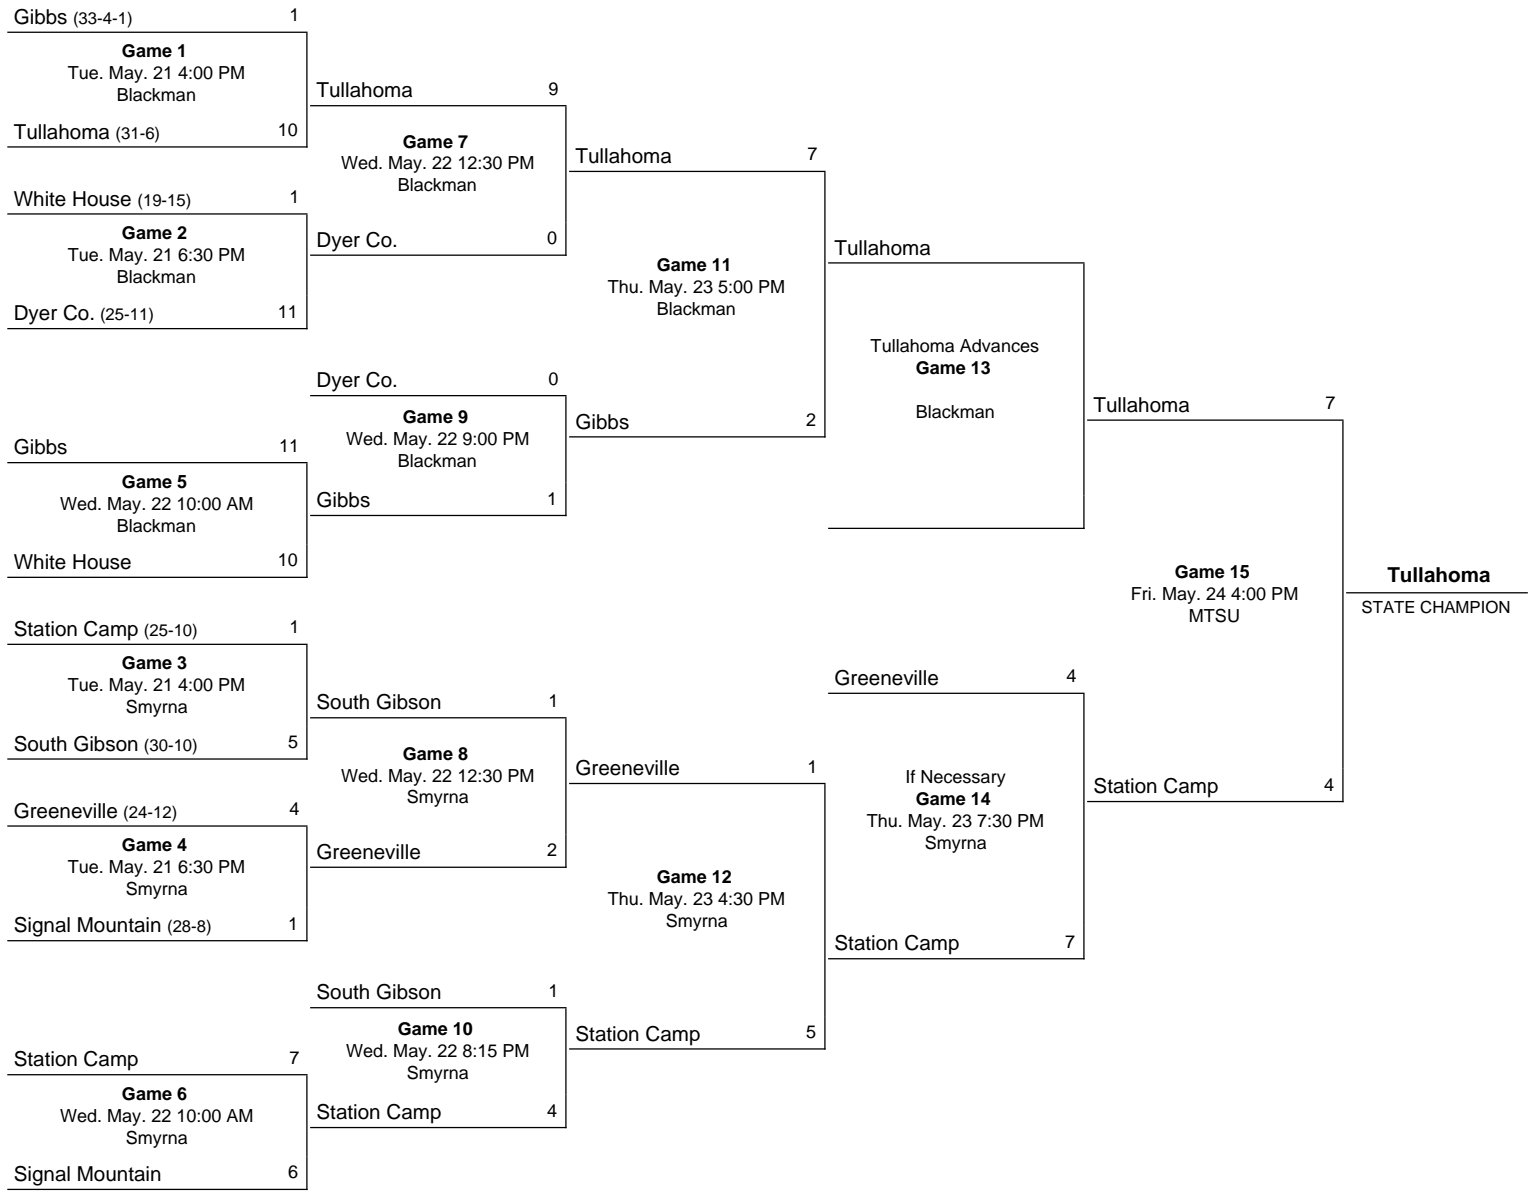 Gibbs (33-4-1) 1
Game 1
Tue. May. 21 4:00 PM
Blackman
Tullahoma (31-6) 10
White House (19-15) 1
Game 2
Tue. May. 21 6:30 PM
Blackman
Dyer Co. (25-11) 11
Gibbs 11
Game 5
Wed. May. 22 10:00 AM
Blackman
White House 10
Station Camp (25-10) 1
Game 3
Tue. May. 21 4:00 PM
Smyrna
South Gibson (30-10) 5
Greeneville (24-12) 4
Game 4
Tue. May. 21 6:30 PM
Smyrna
Signal Mountain (28-8) 1
Station Camp 7
Game 6
Wed. May. 22 10:00 AM
Smyrna
Signal Mountain 6
Tullahoma 9
Game 7
Wed. May. 22 12:30 PM
Blackman
Dyer Co. 0
Dyer Co. 0
Game 9
Wed. May. 22 9:00 PM
Blackman
Gibbs 1
South Gibson 1
Game 8
Wed. May. 22 12:30 PM
Smyrna
Greeneville 2
South Gibson 1
Game 10
Wed. May. 22 8:15 PM
Smyrna
Station Camp 4
Tullahoma 7
Game 11
Thu. May. 23 5:00 PM
Blackman
Gibbs 2
Greeneville 1
Game 12
Thu. May. 23 4:30 PM
Smyrna
Station Camp 5
Tullahoma
Tullahoma Advances
Game 13
Blackman
Greeneville 4
If Necessary
Game 14
Thu. May. 23 7:30 PM
Smyrna
Station Camp 7
Tullahoma 7
Game 15
Fri. May. 24 4:00 PM
MTSU
Station Camp 4
Tullahoma
STATE CHAMPION